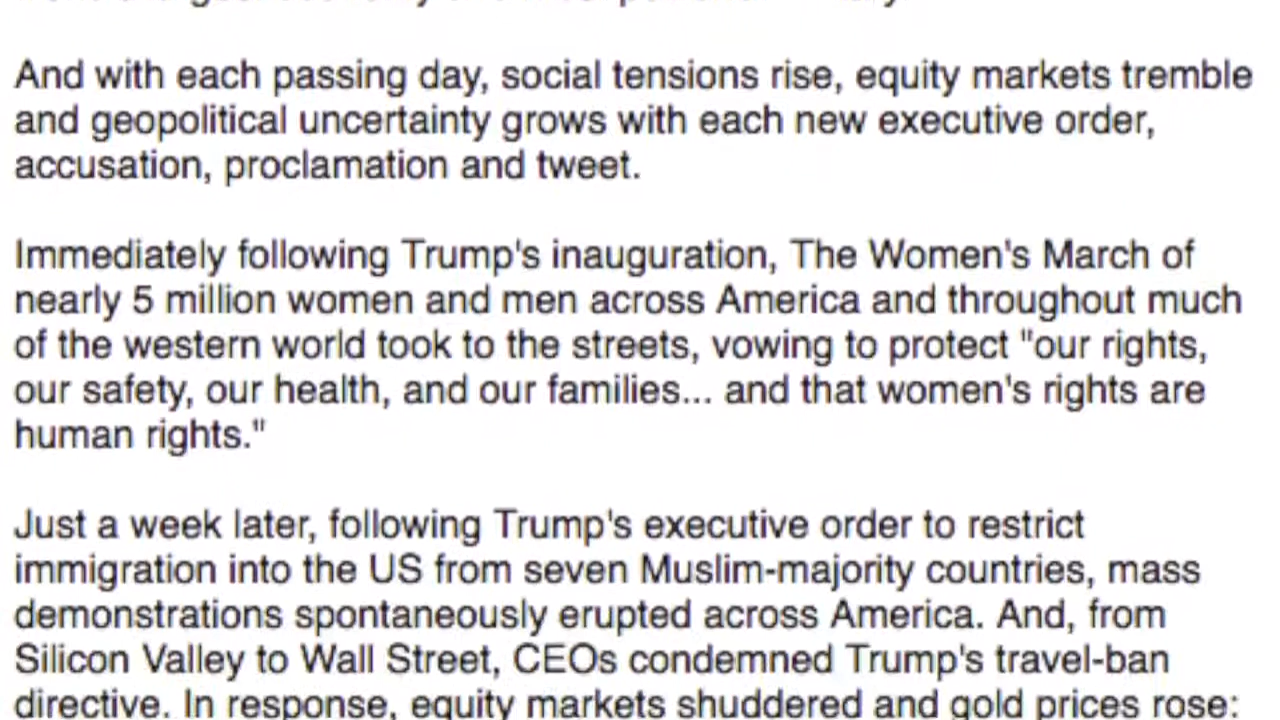 And with each passing day, social tensions rise, equity markets tremble
and geopolitical uncertainty grows with each new executive order,
accusation, proclamation and tweet.
Immediately following Trump's inauguration, The Women's March of
nearly 5 million women and men across America and throughout much
of the western world took to the streets, vowing to protect "our rights,
our safety, our health, and our families... and that women's rights are
human rights."
Just a week later, following Trump's executive order to restrict
immigration into the US from seven Muslim-majority countries, mass
demonstrations spontaneously erupted across America. And, from
Silicon Valley to Wall Street, CEOs condemned Trump's travel-ban
directive. In response, equity markets shuddered and gold prices rose: